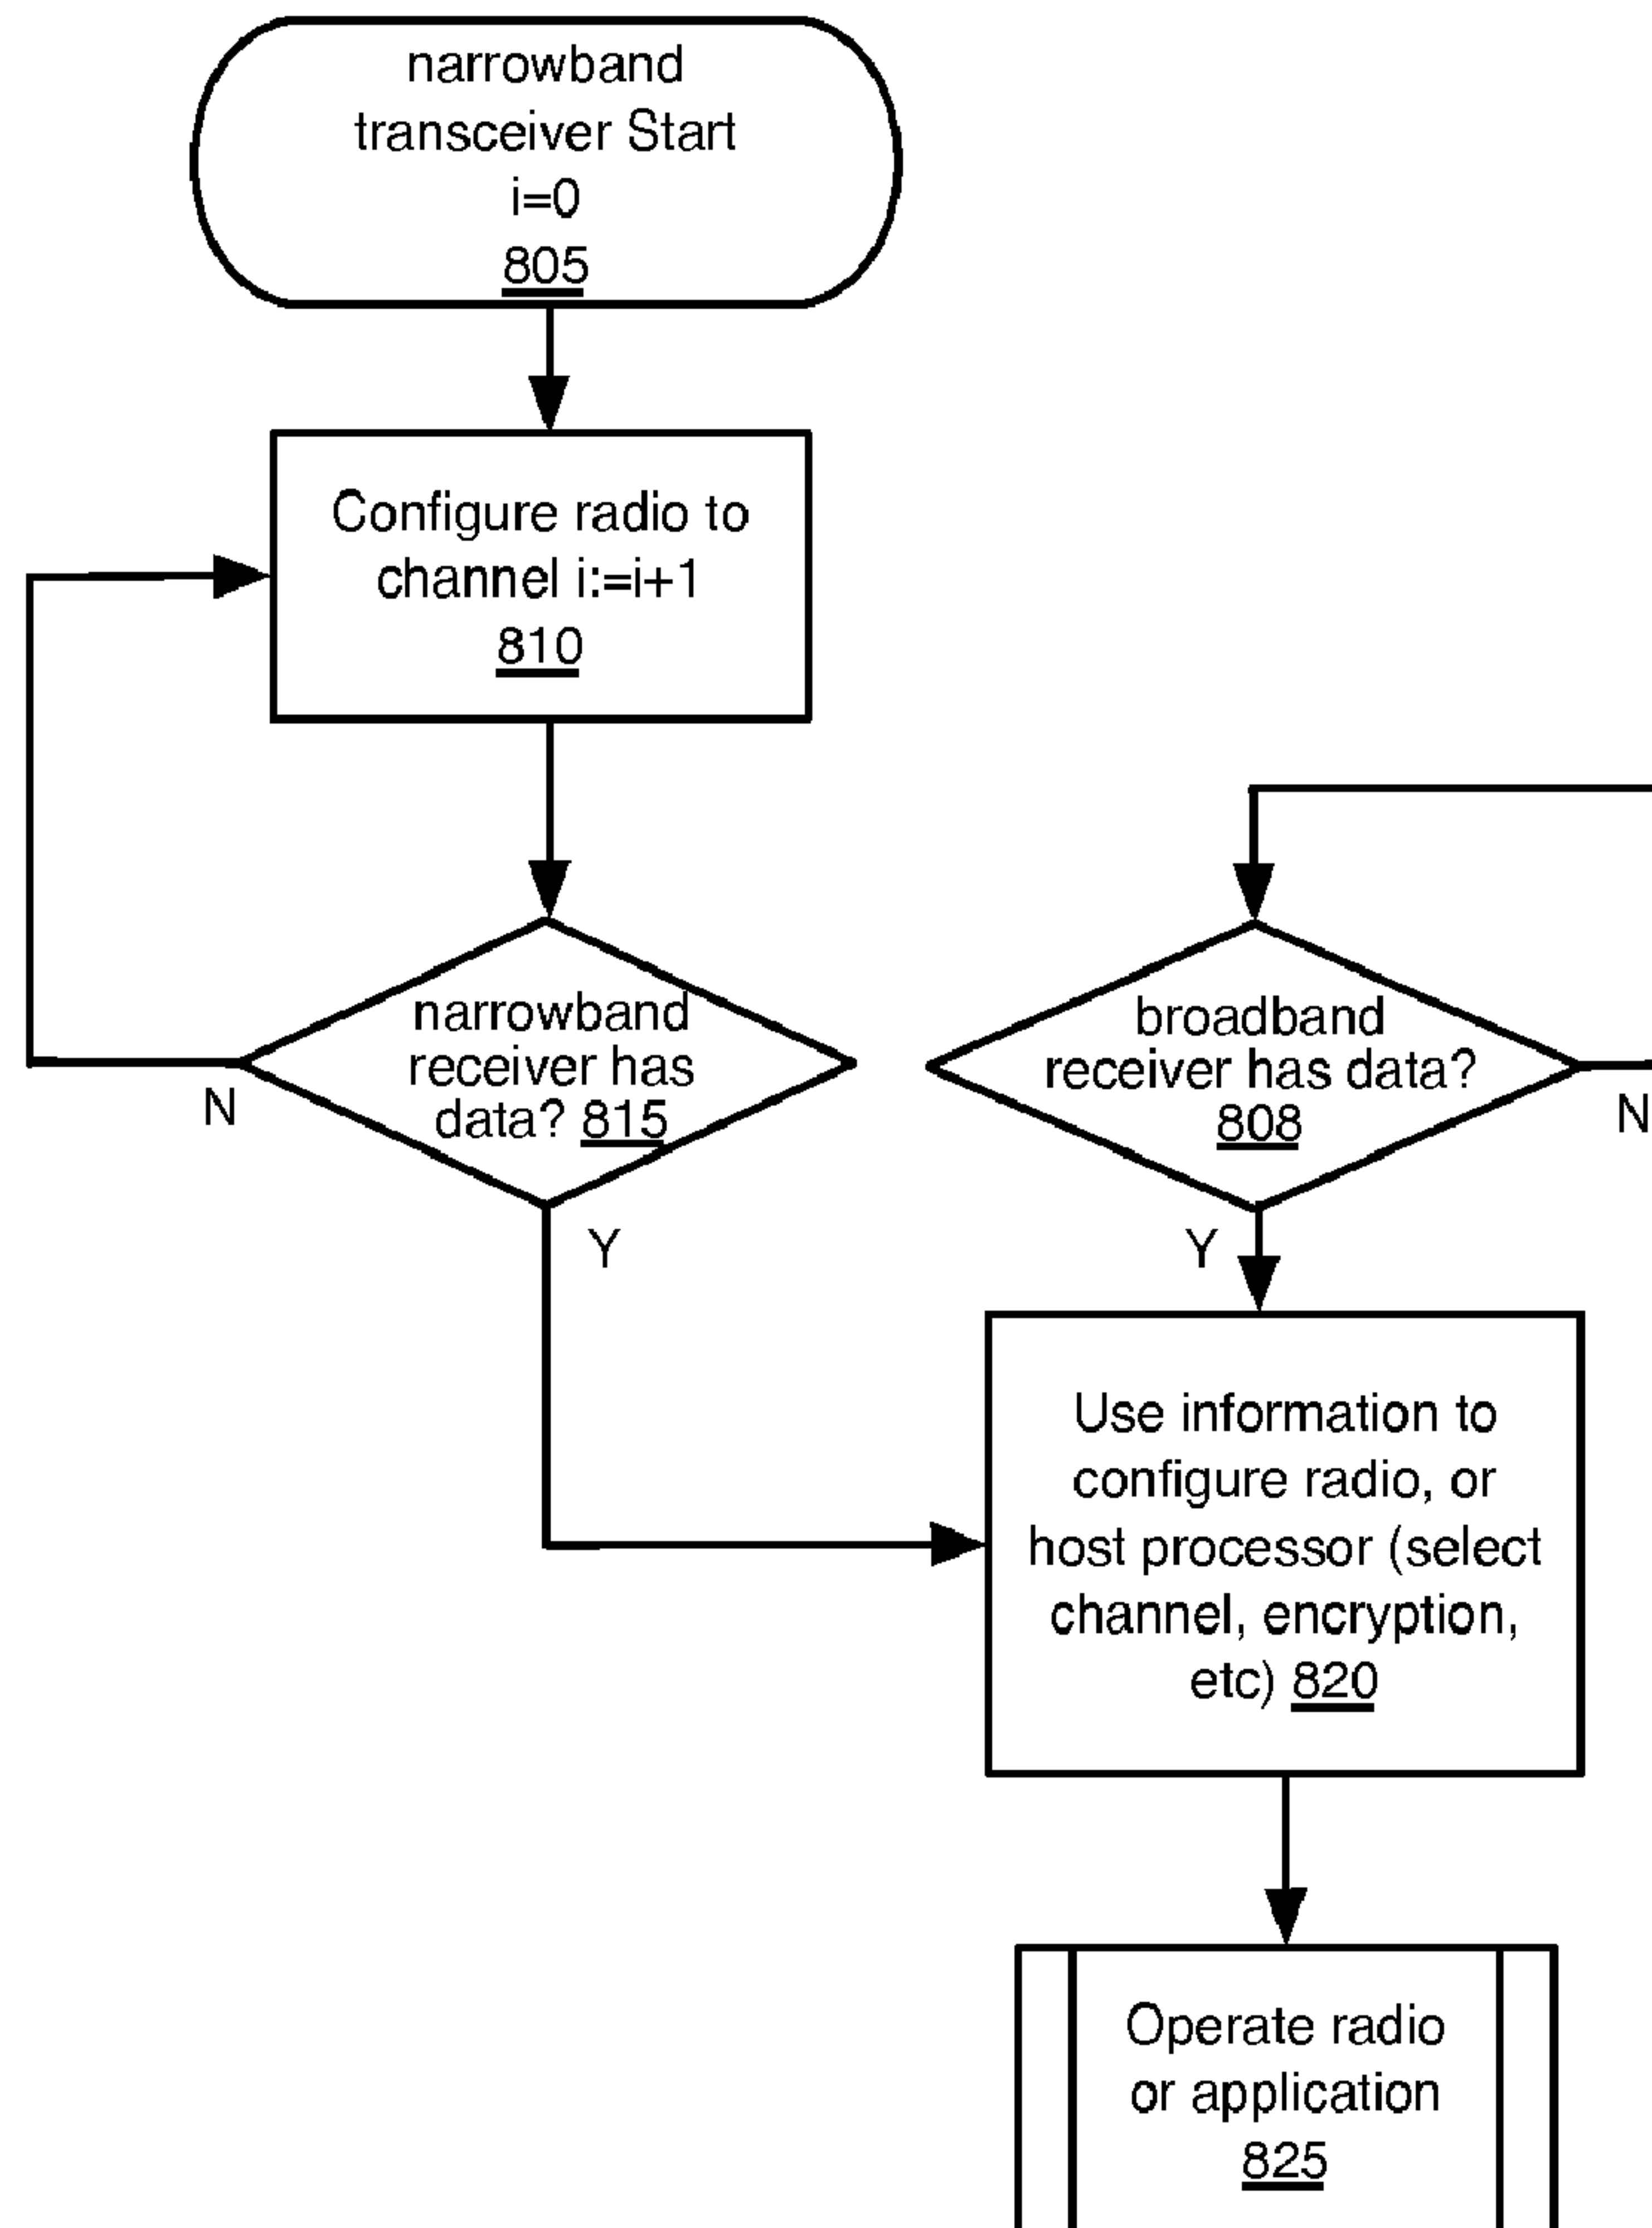 narrowband
transceiver Start
i=0
805
Configure radio to
channel i:=i+1
810
narrowband
receiver has
data? 815
N
Y
broadband
receiver has data?
808
N
Y
Use information to
configure radio, or
host processor (select
channel, encryption,
etc) 820
Operate radio
or application
825